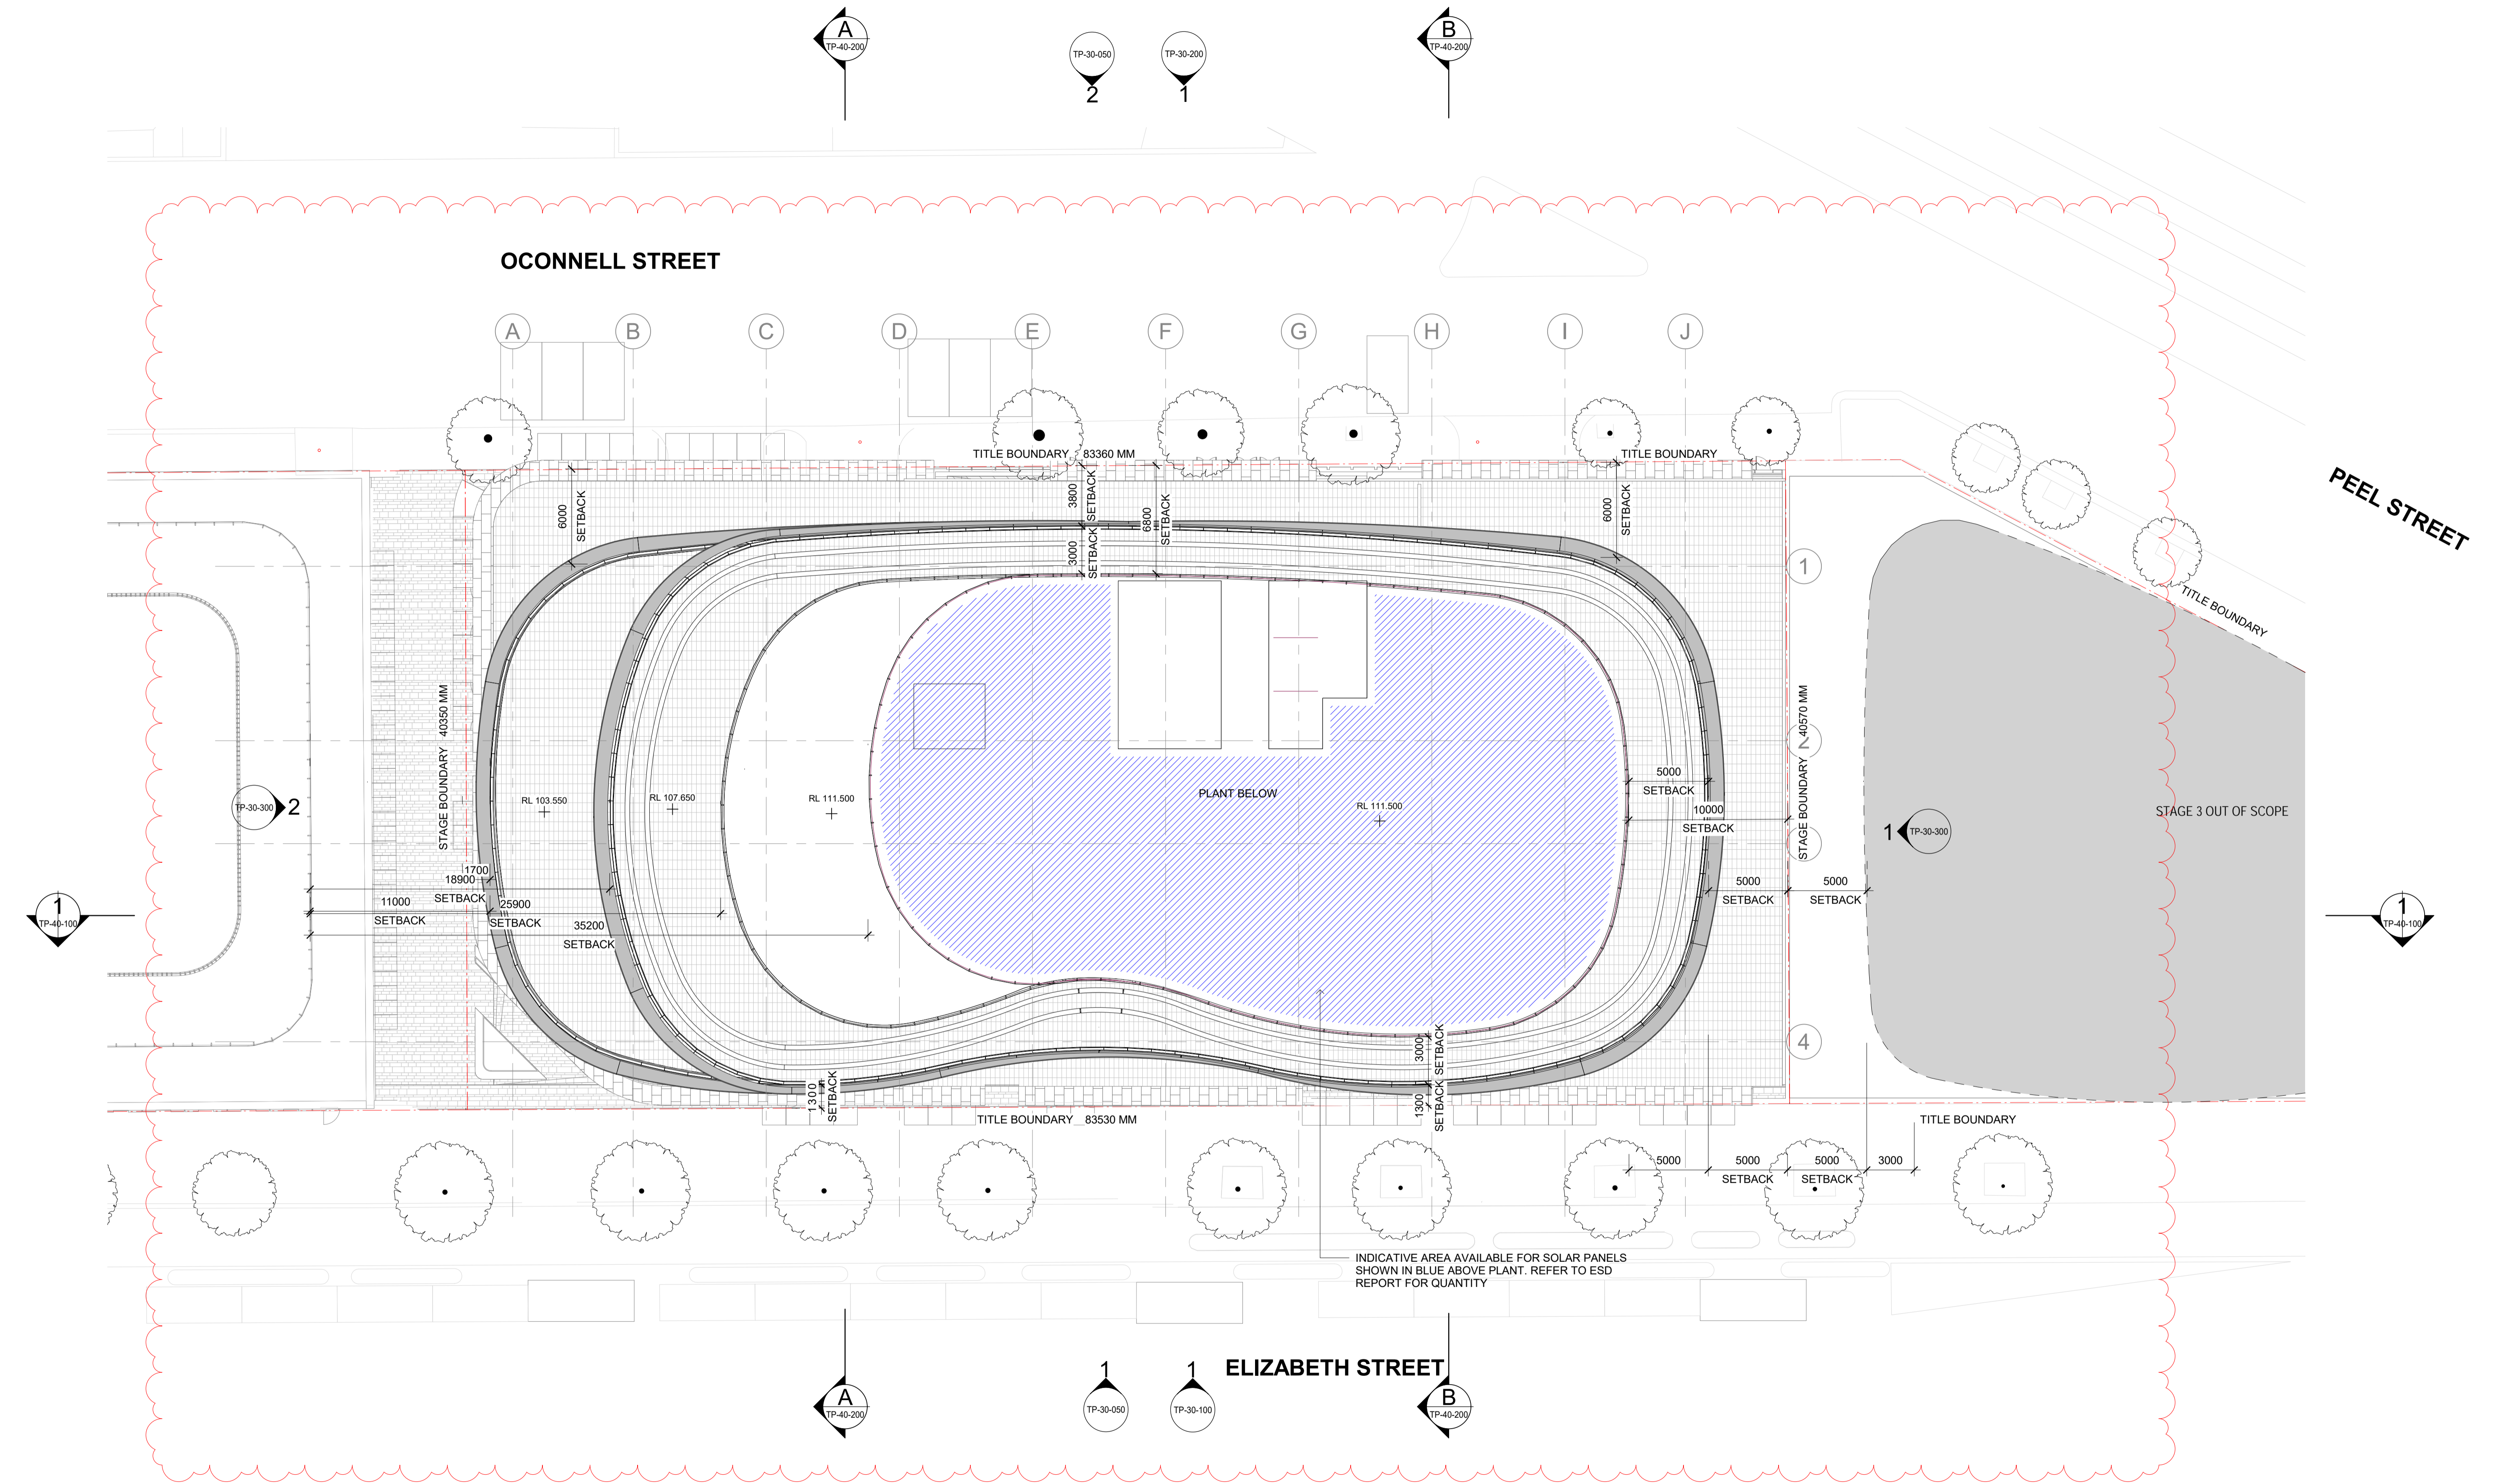 A
TP-40-200
B
TP-40-200
TP-30-050
2
TP-30-200
1
OCONNELL STREET
A
B
C
D
E
F
G
H
I
J
TITLE BOUNDARY 83360 MM
TITLE BOUNDARY
PEEL STREET
6000
SETBACK
3800
SETBACK
6800
SETBACK
3000
SETBACK
6000
SETBACK
1
TITLE BOUNDARY
STAGE BOUNDARY 40350 MM
STAGE BOUNDARY 40570 MM
2
TP-30-300
2
RL 103.550
RL 107.650
RL 111.500
PLANT BELOW
RL 111.500
5000
SETBACK
10000
SETBACK
STAGE 3 OUT OF SCOPE
1
TP-30-300
1700
18900
SETBACK
11000
SETBACK
25900
SETBACK
35200
SETBACK
5000
SETBACK
5000
SETBACK
1
TP-40-100
1
TP-40-100
4
3000
SETBACK
1300
SETBACK
1300
SETBACK
TITLE BOUNDARY 83530 MM
TITLE BOUNDARY
5000
5000
SETBACK
5000
SETBACK
3000
INDICATIVE AREA AVAILABLE FOR SOLAR PANELS
SHOWN IN BLUE ABOVE PLANT. REFER TO ESD
REPORT FOR QUANTITY
ELIZABETH STREET
A
TP-40-200
1
TP-30-050
1
TP-30-100
B
TP-40-200